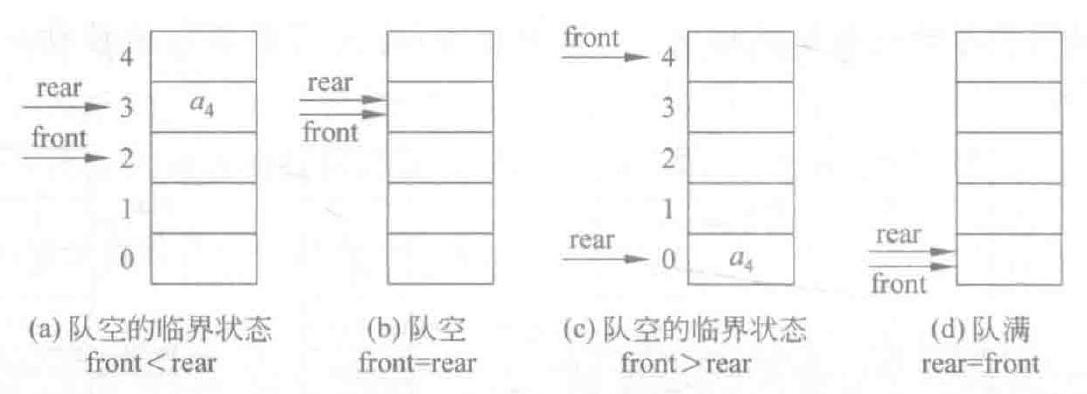 4
rear
3
a₄
front
2
1
0
rear
front
front
4
3
2
1
rear
0
a₄
rear
front
(a) 队空的临界状态
front<rear
(b) 队空
front=rear
(c) 队空的临界状态
front>rear
(d) 队满
rear=front